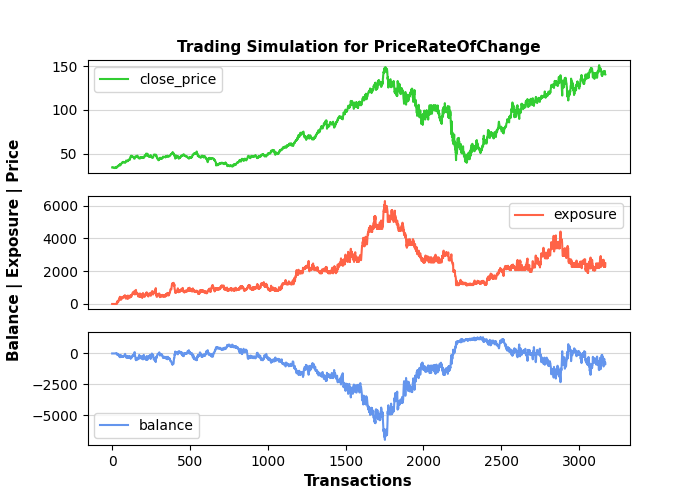 Trading Simulation for PriceRateOfChange
150
100
50
close_price
6000
4000
2000
0
exposure
0
−2500
−5000
balance
0 500 1000 1500 2000 2500 3000
Transactions
Balance | Exposure | Price